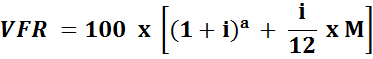 VFR = 100 x [(1 + i)ᵃ + i/12 x M]